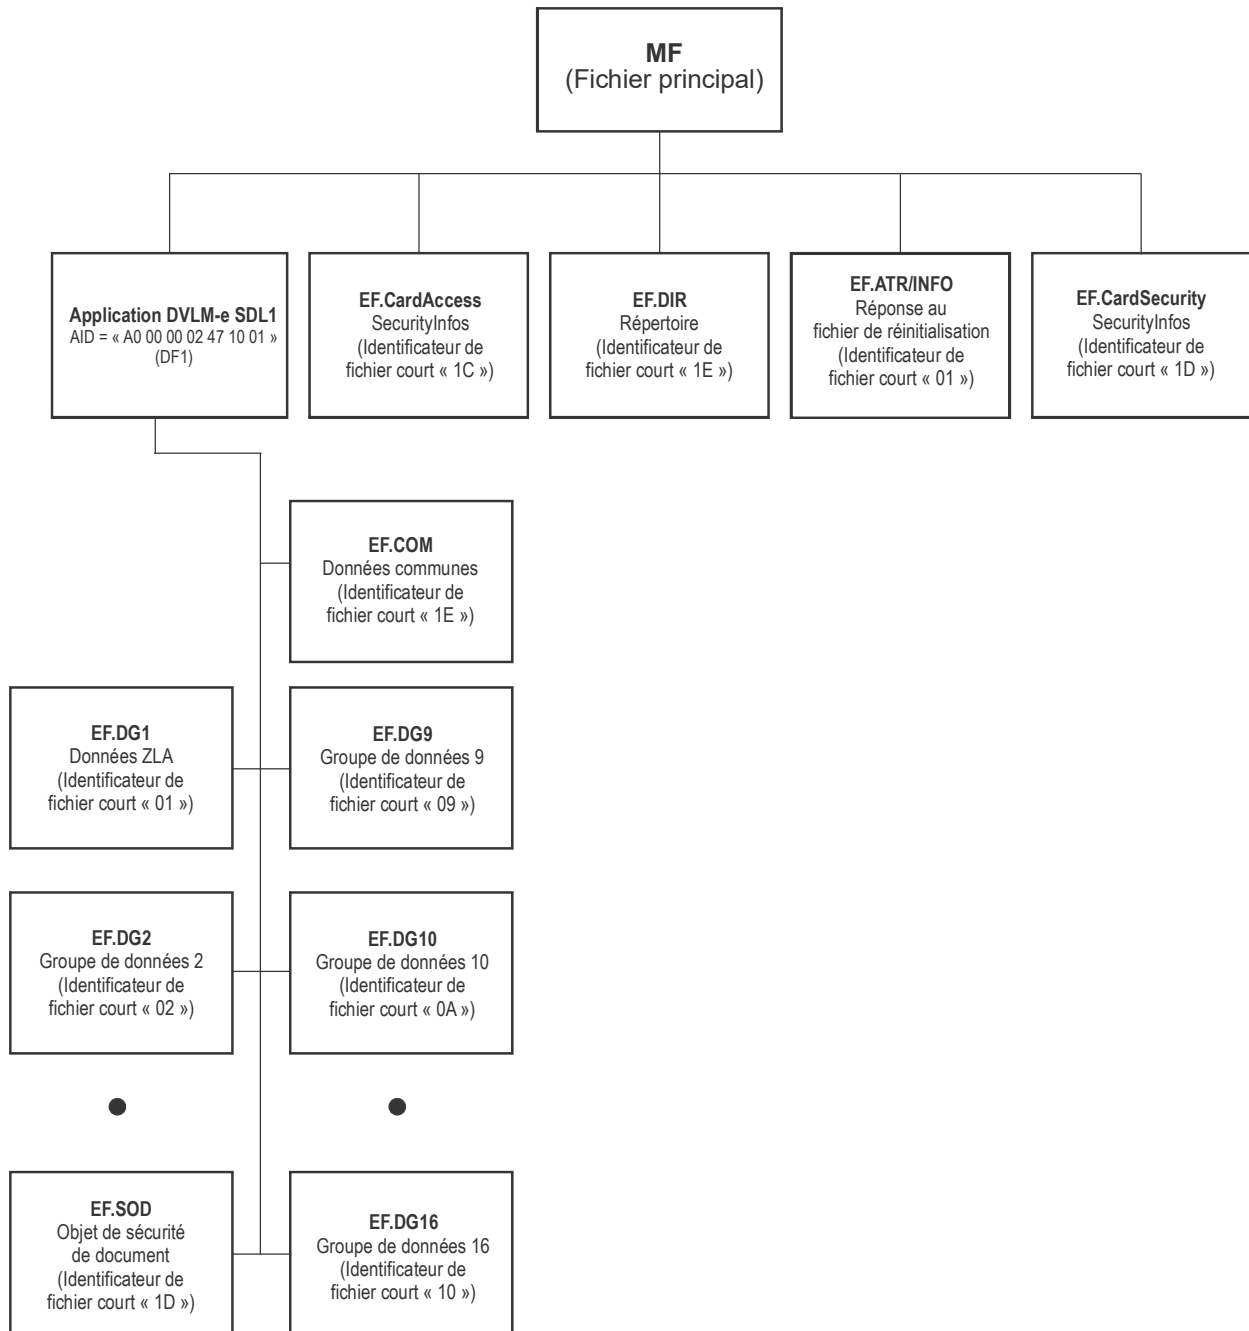 MF
(Fichier principal)
Application DVLM-e SDL1
AID = « A0 00 00 02 47 10 01 »
(DF1)
EF.CardAccess
SecurityInfos
(Identificateur de
fichier court « 1C »)
EF.DIR
Répertoire
(Identificateur de
fichier court « 1E »)
EF.ATR/INFO
Réponse au
fichier de réinitialisation
(Identificateur de
fichier court « 01 »)
EF.CardSecurity
SecurityInfos
(Identificateur de
fichier court « 1D »)
EF.COM
Données communes
(Identificateur de
fichier court « 1E »)
EF.DG1
Données ZLA
(Identificateur de
fichier court « 01 »)
EF.DG9
Groupe de données 9
(Identificateur de
fichier court « 09 »)
EF.DG2
Groupe de données 2
(Identificateur de
fichier court « 02 »)
EF.DG10
Groupe de données 10
(Identificateur de
fichier court « 0A »)
EF.SOD
Objet de sécurité
de document
(Identificateur de
fichier court « 1D »)
EF.DG16
Groupe de données 16
(Identificateur de
fichier court « 10 »)